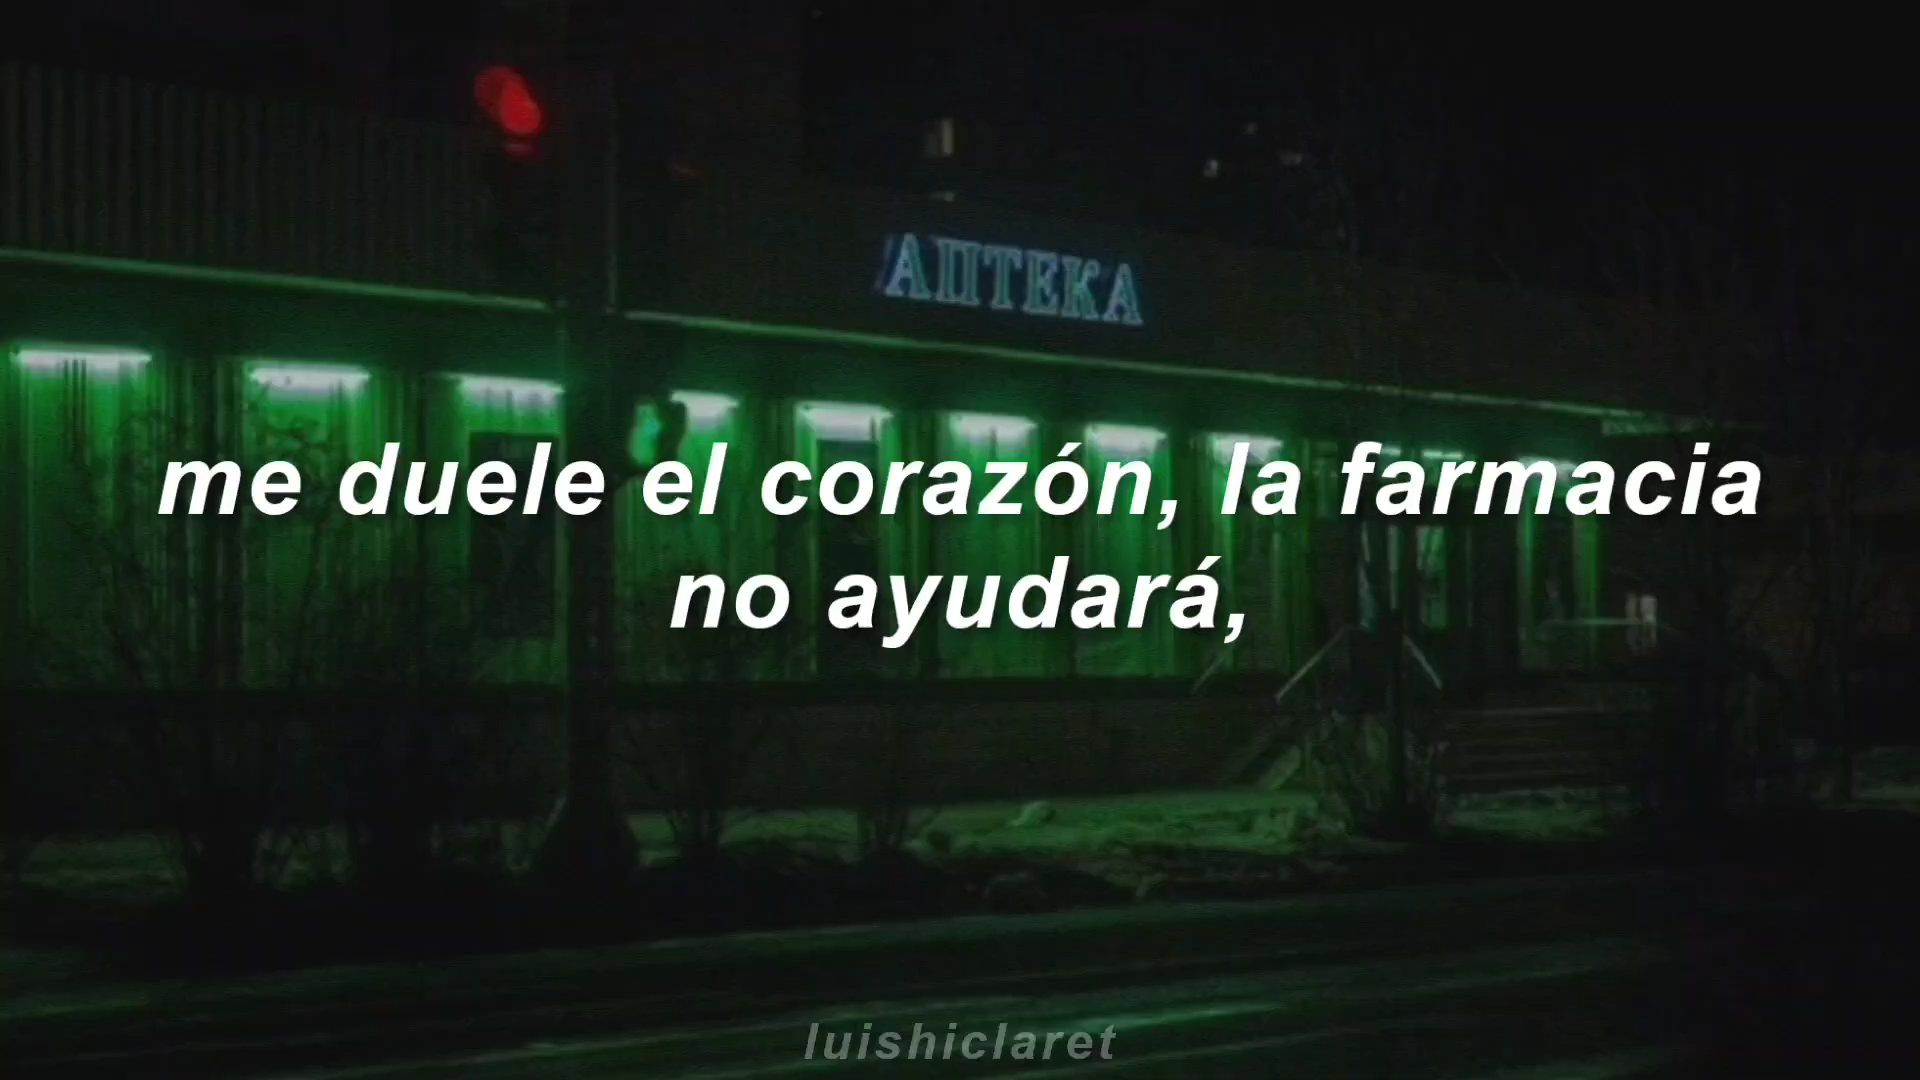 АПТЕКА
me duele el corazón, la farmacia
no ayudará,
luishiclaret